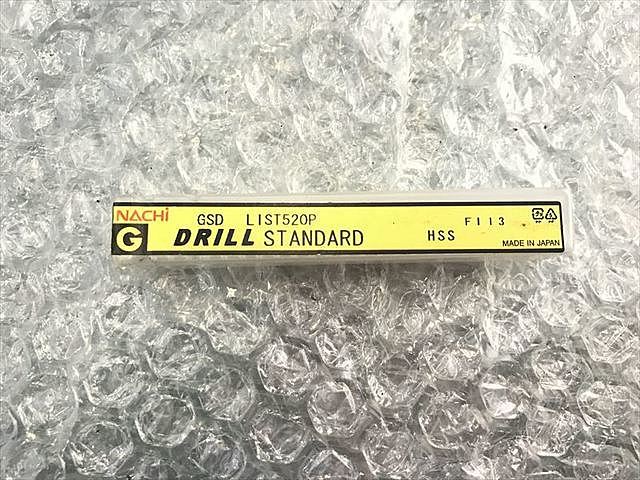 NACHi GSD LIST520P F113
G DRILL STANDARD HSS MADE IN JAPAN